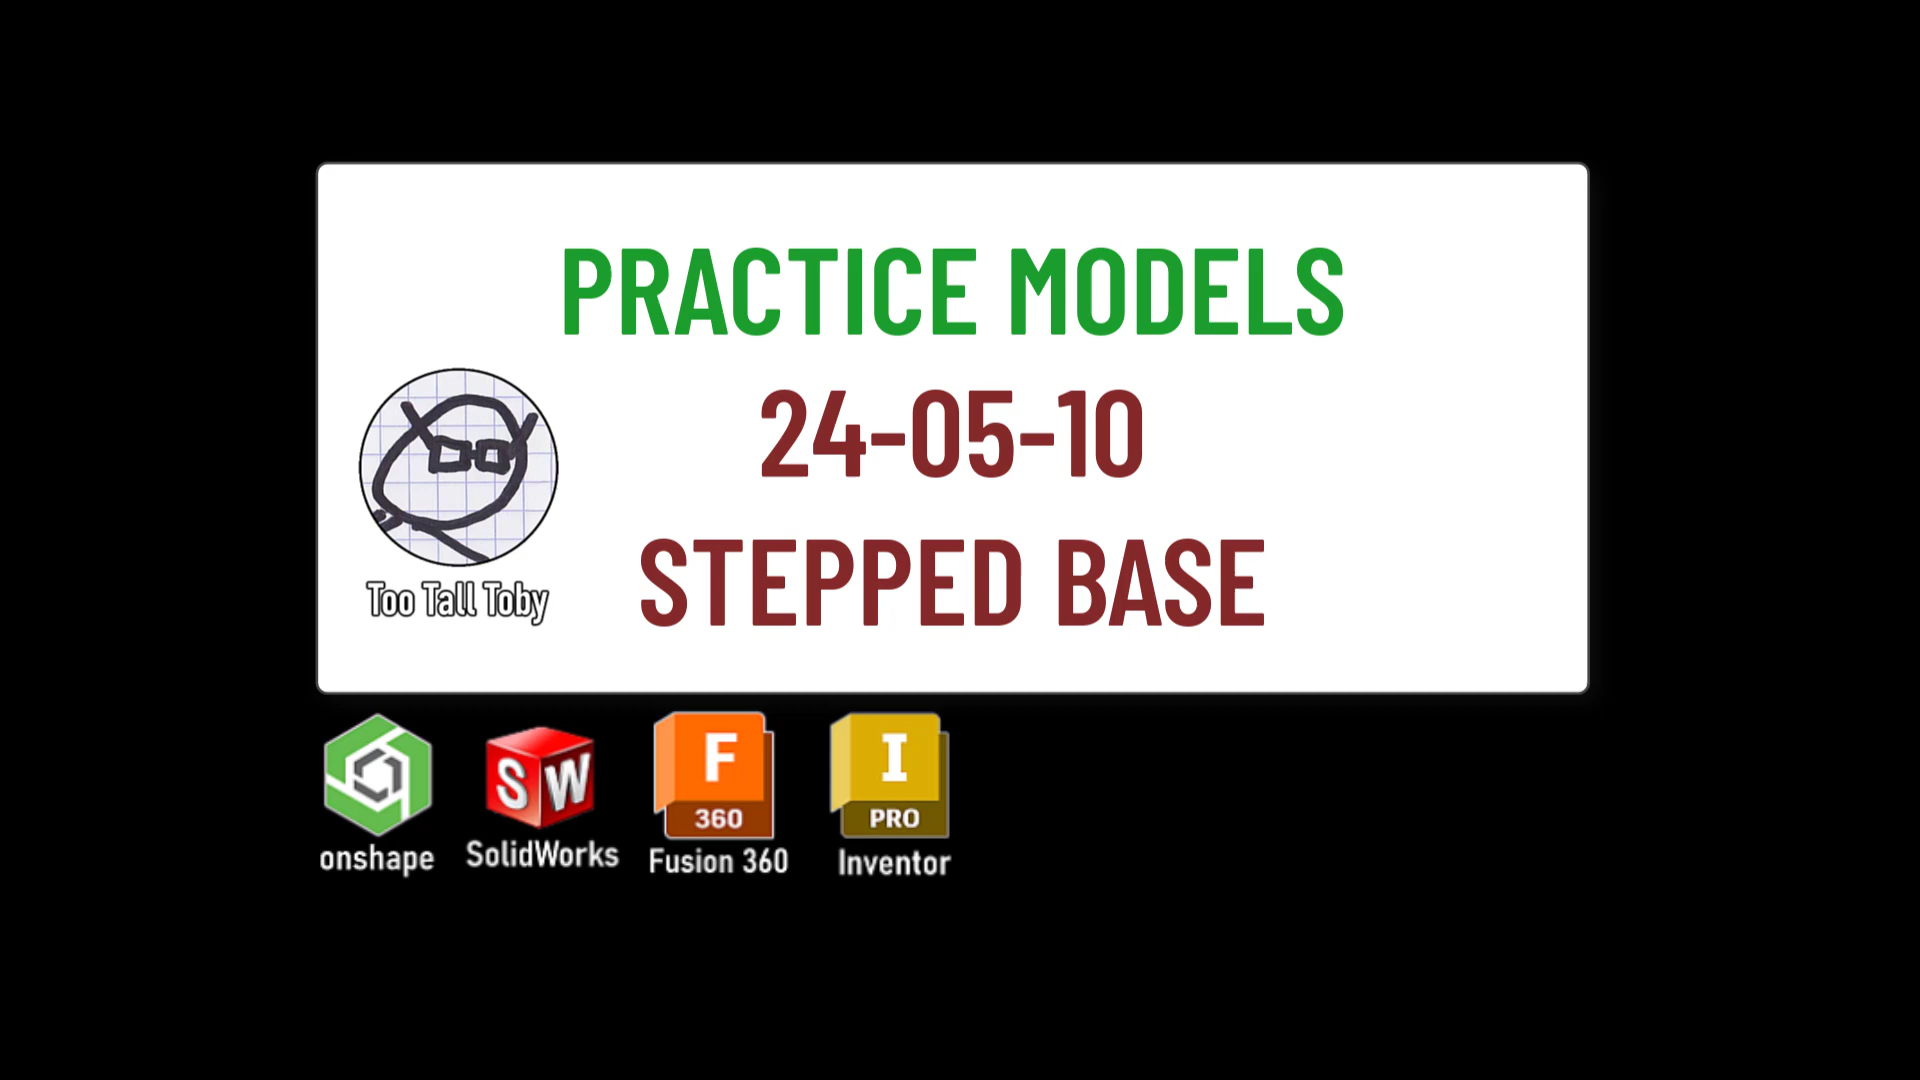 PRACTICE MODELS
24-05-10
STEPPED BASE
Too Tall Toby
S W
F
360
I
PRO
onshape
SolidWorks
Fusion 360
Inventor